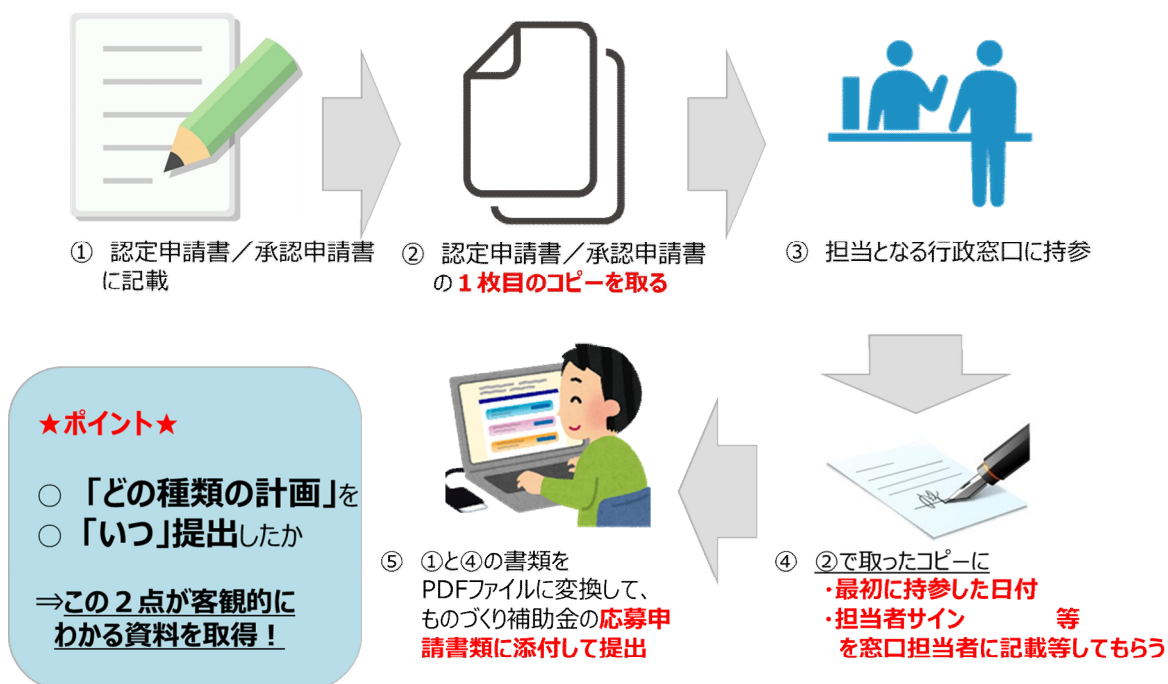 ① 認定申請書／承認申請書
に記載
② 認定申請書／承認申請書
の１枚目のコピーを取る
③ 担当となる行政窓口に持参
④ ②で取ったコピーに
・最初に持参した日付
・担当者サイン 等
を窓口担当者に記載等してもらう
⑤ ①と④の書類を
PDFファイルに変換して、
ものづくり補助金の応募申
請書類に添付して提出
★ポイント★
○ 「どの種類の計画」を
○ 「いつ」提出したか
⇒この２点が客観的に
わかる資料を取得！